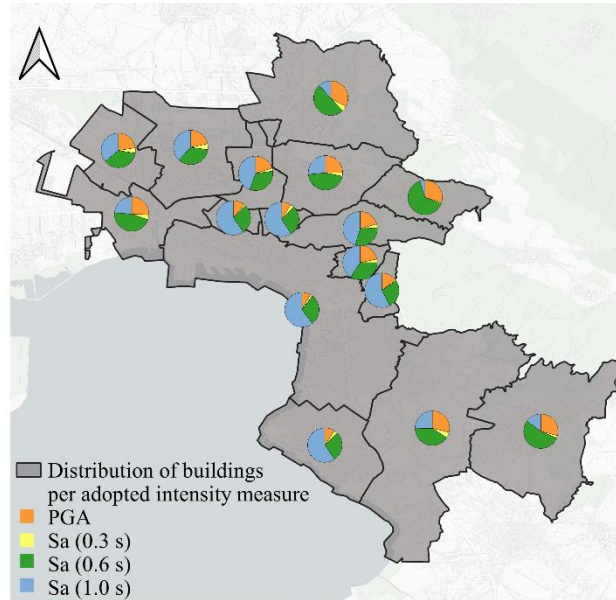 Distribution of buildings
per adopted intensity measure
PGA
Sa (0.3 s)
Sa (0.6 s)
Sa (1.0 s)